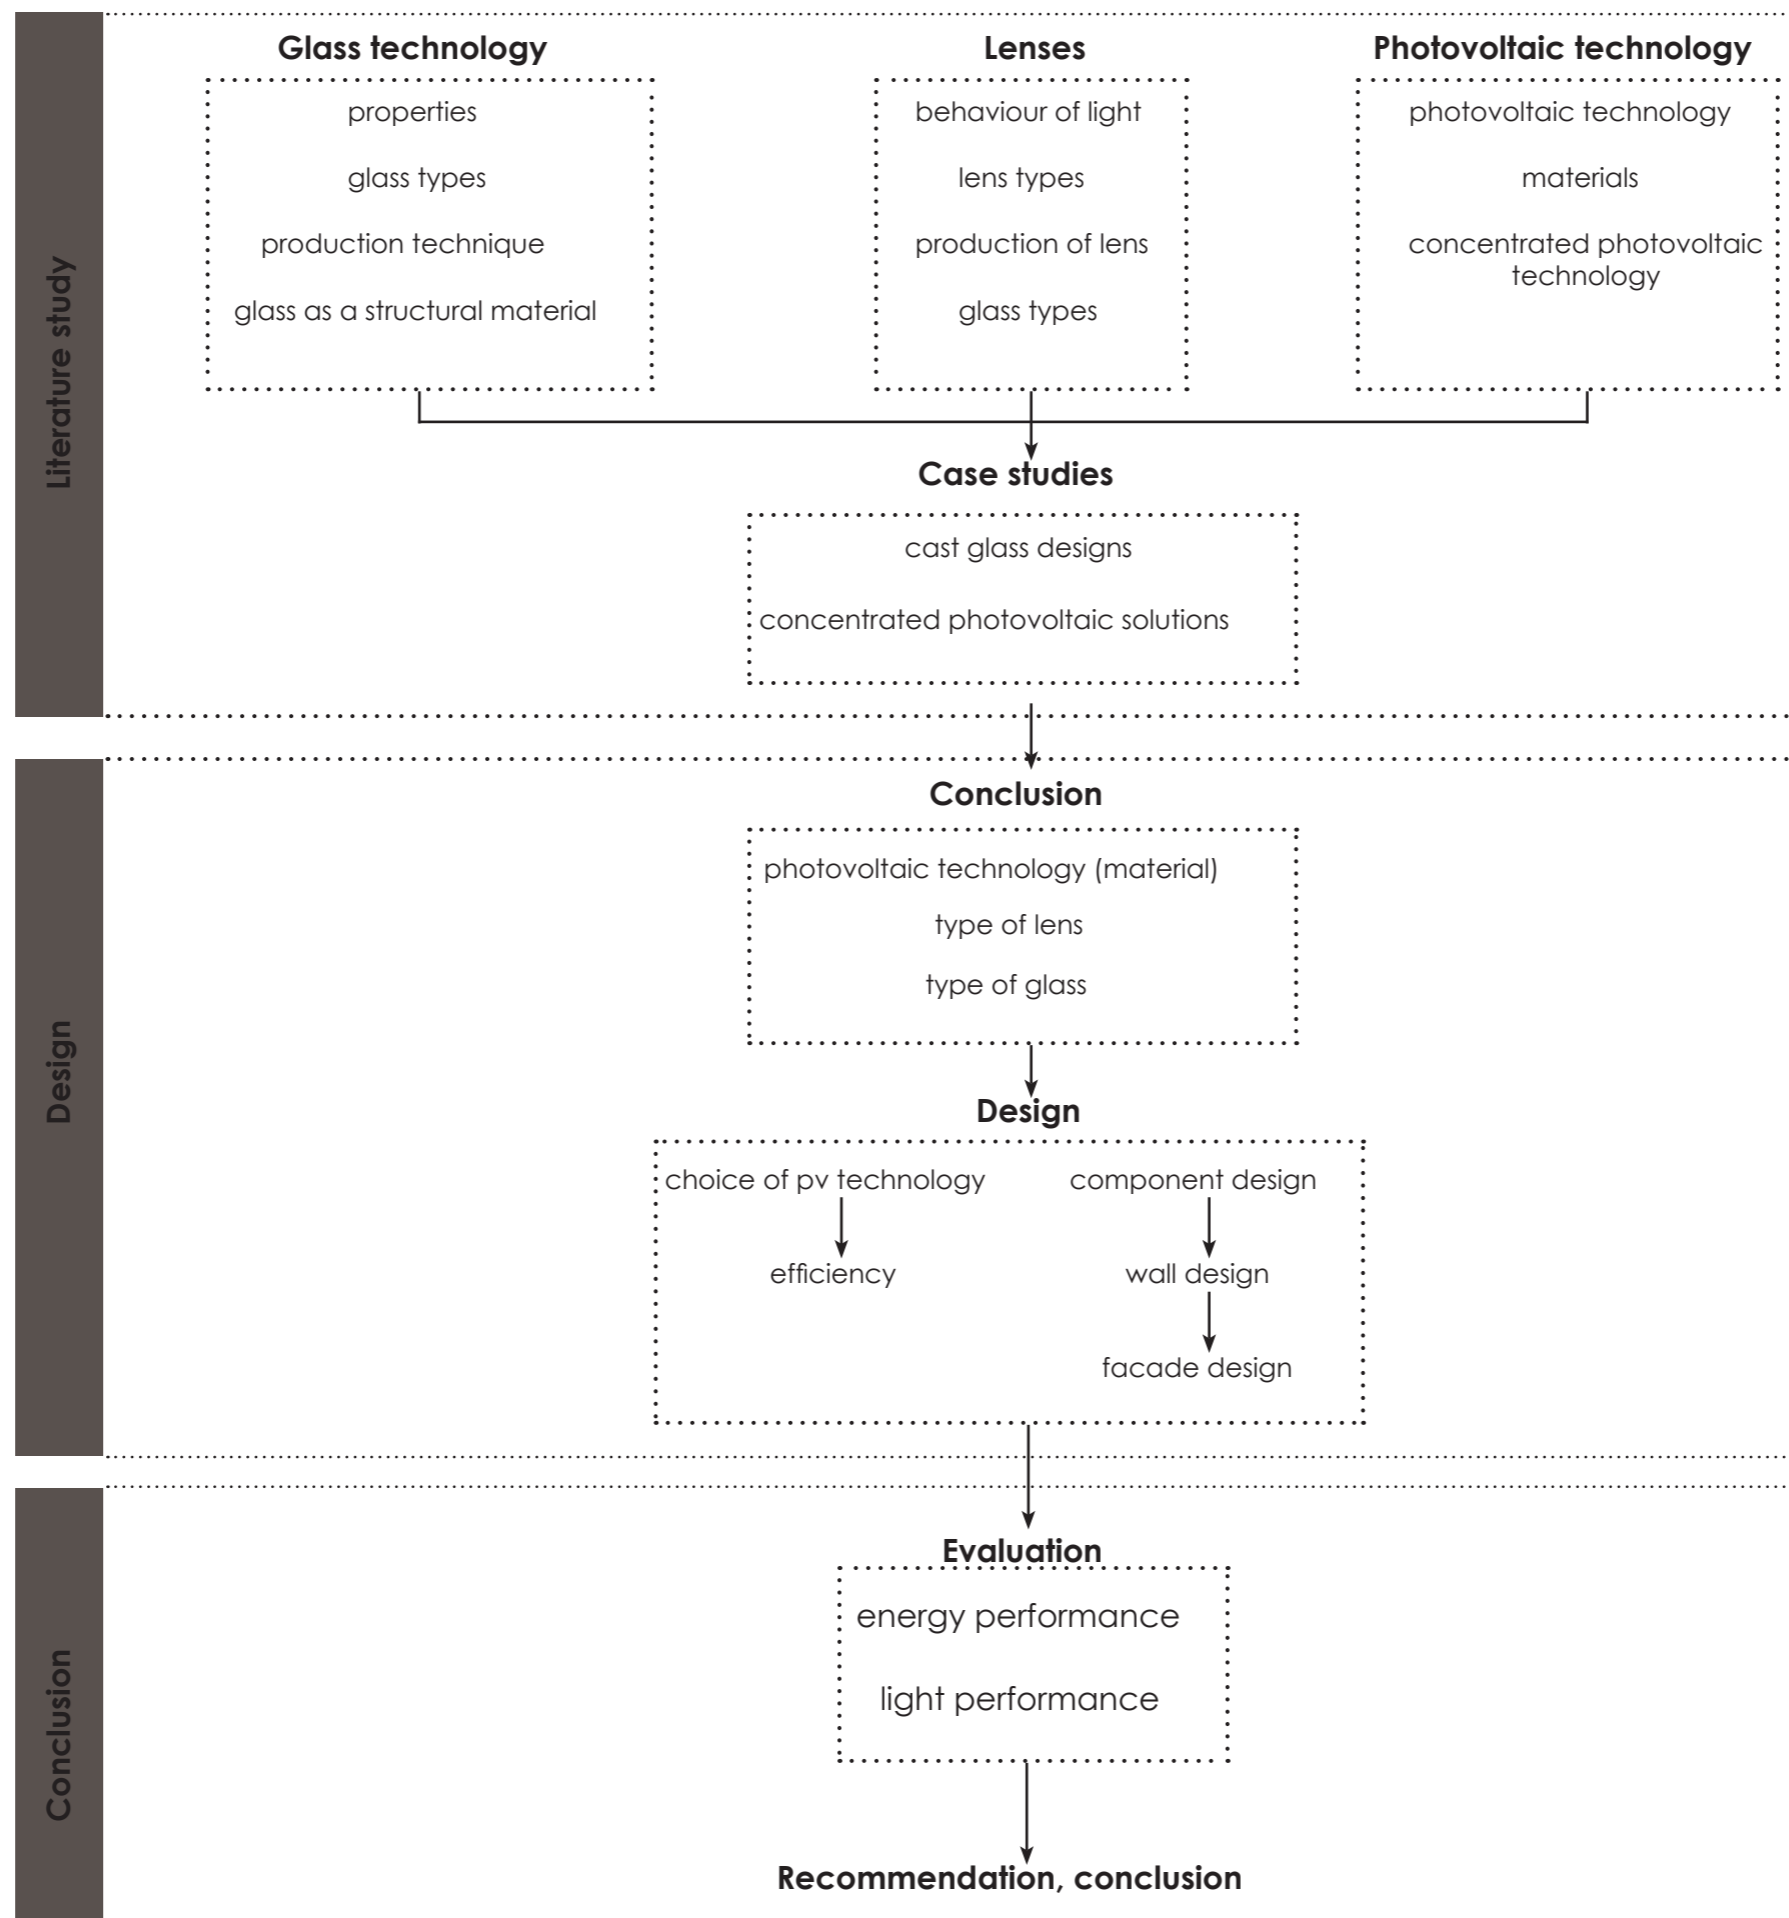 Literature study
Glass technology
properties
glass types
production technique
glass as a structural material
Lenses
behaviour of light
lens types
production of lens
glass types
Photovoltaic technology
photovoltaic technology
materials
concentrated photovoltaic
technology
Case studies
cast glass designs
concentrated photovoltaic solutions
Design
Conclusion
photovoltaic technology (material)
type of lens
type of glass
Design
choice of pv technology
efficiency
component design
wall design
facade design
Conclusion
Evaluation
energy performance
light performance
Recommendation, conclusion